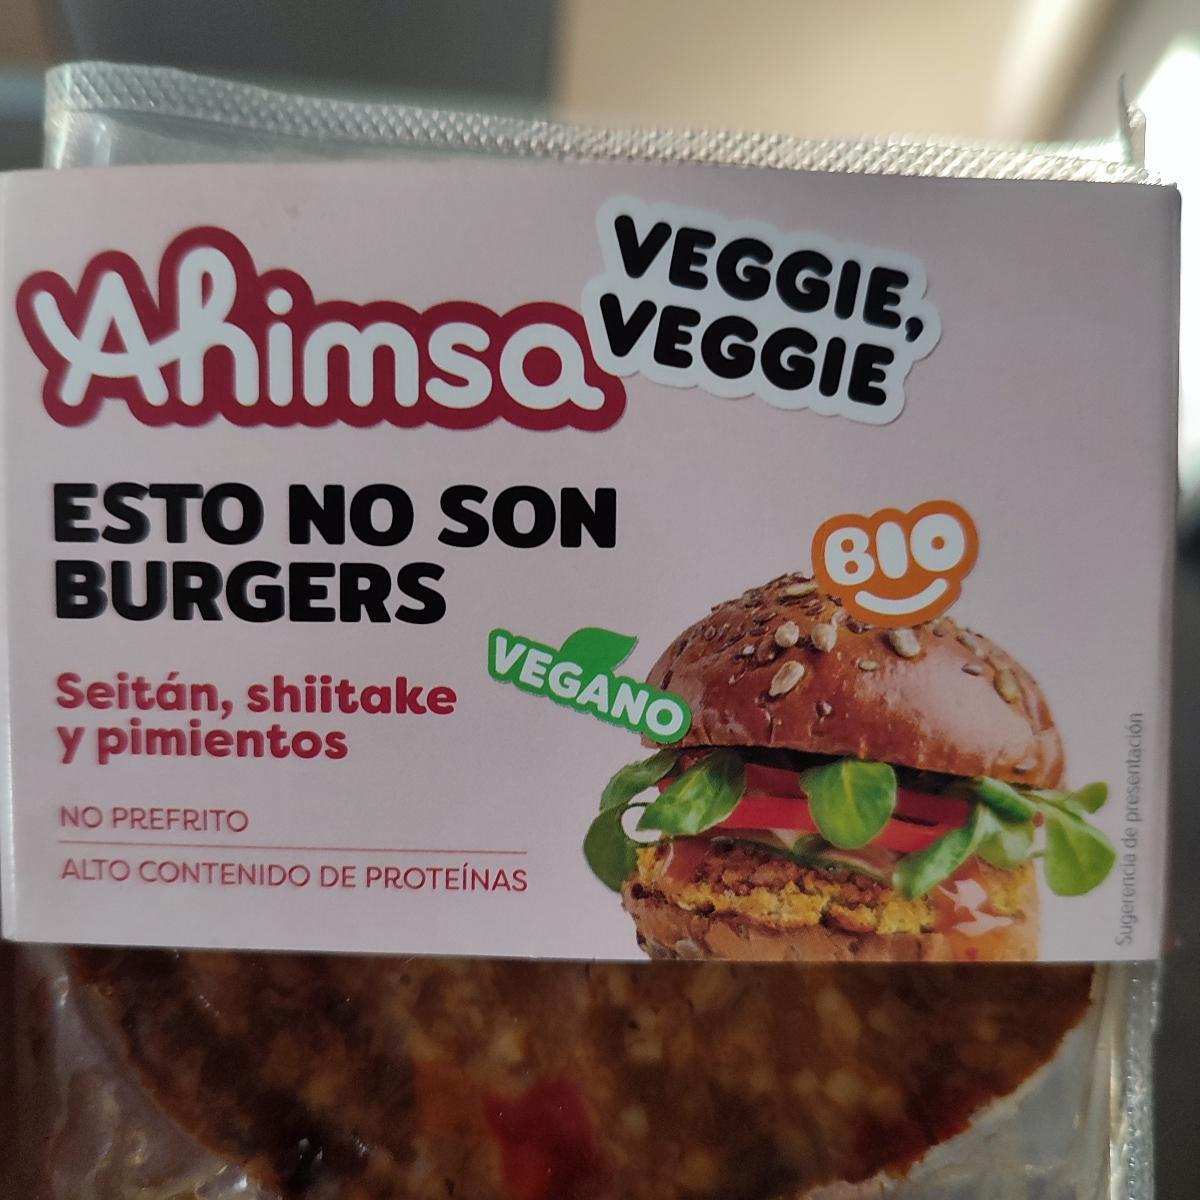 Ahimsa
VEGGIE,
VEGGIE
ESTO NO SON
BURGERS
BIO
VEGANO
Seitán, shiitake
y pimientos
NO PREFRITO
ALTO CONTENIDO DE PROTEÍNAS
Sugerencia de presentación